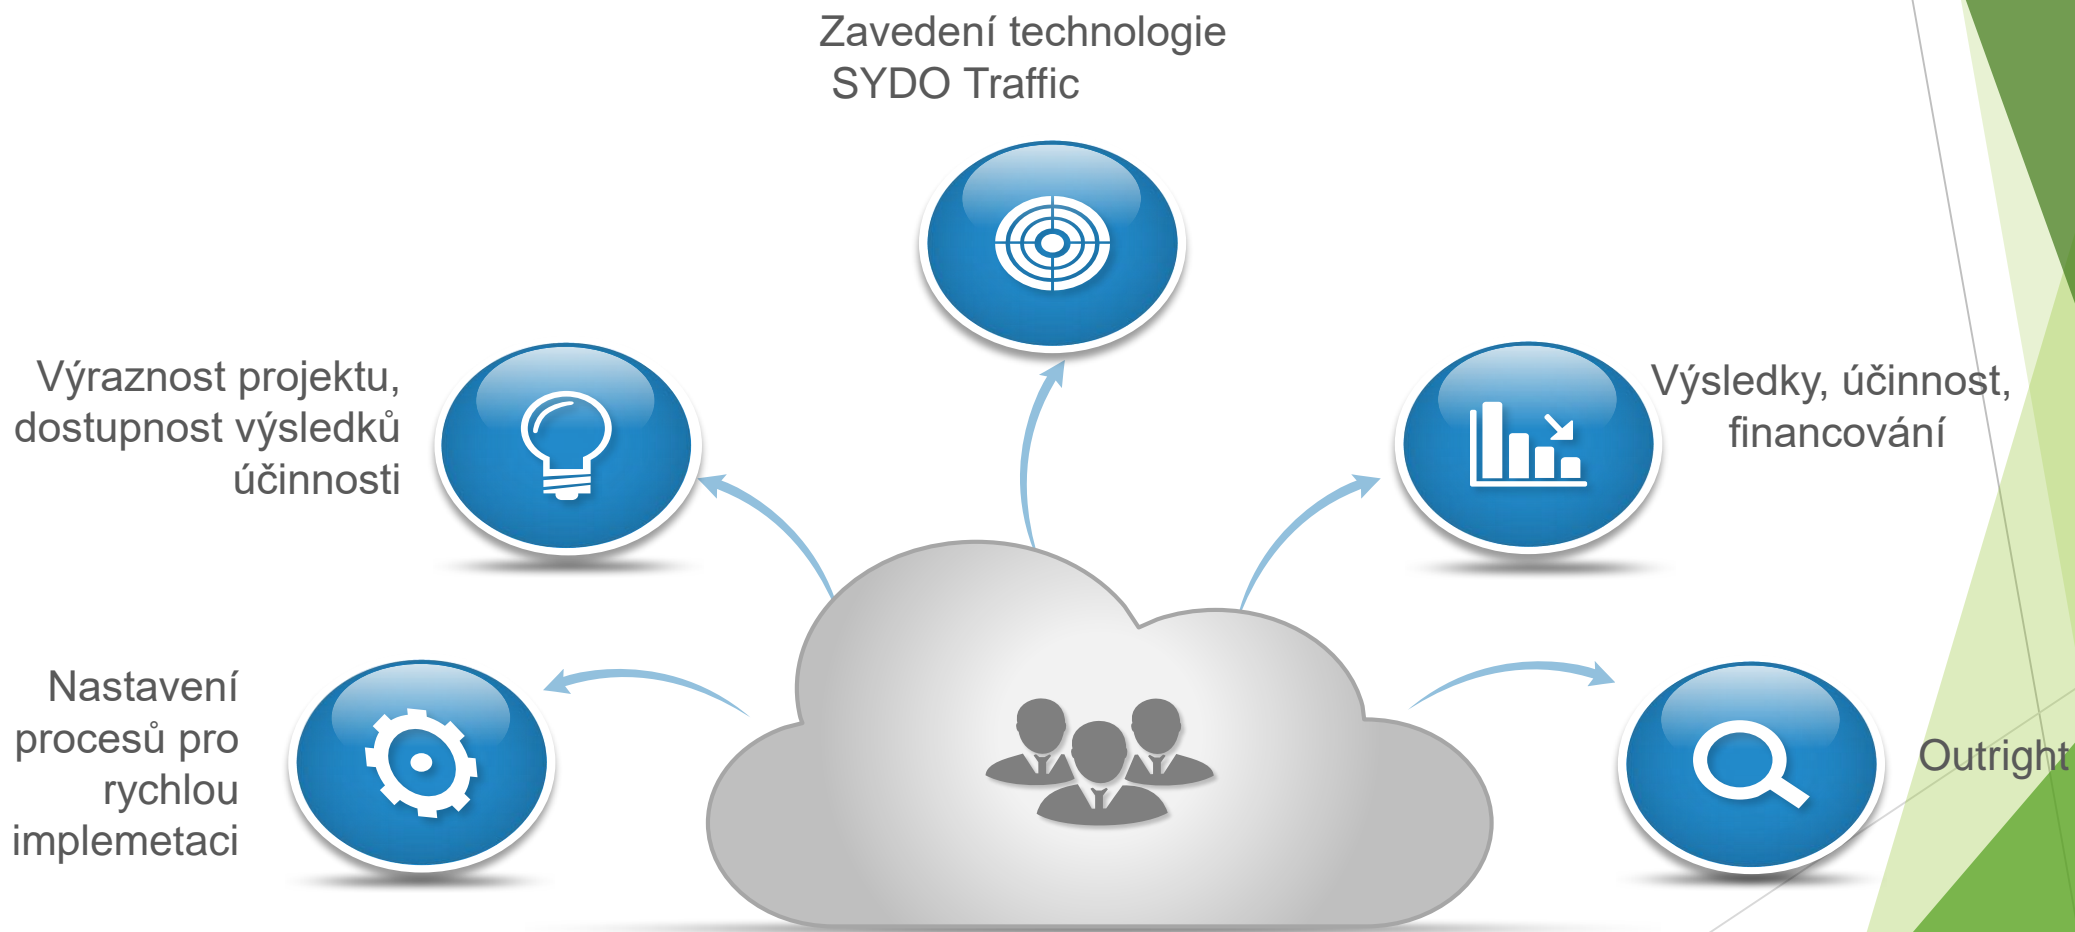 Zavedení technologie
SYDO Traffic
Výraznost projektu,
dostupnost výsledků
účinnosti
Výsledky, účinnost,
financování
Nastavení
procesů pro
rychlou
implemetaci
Outright